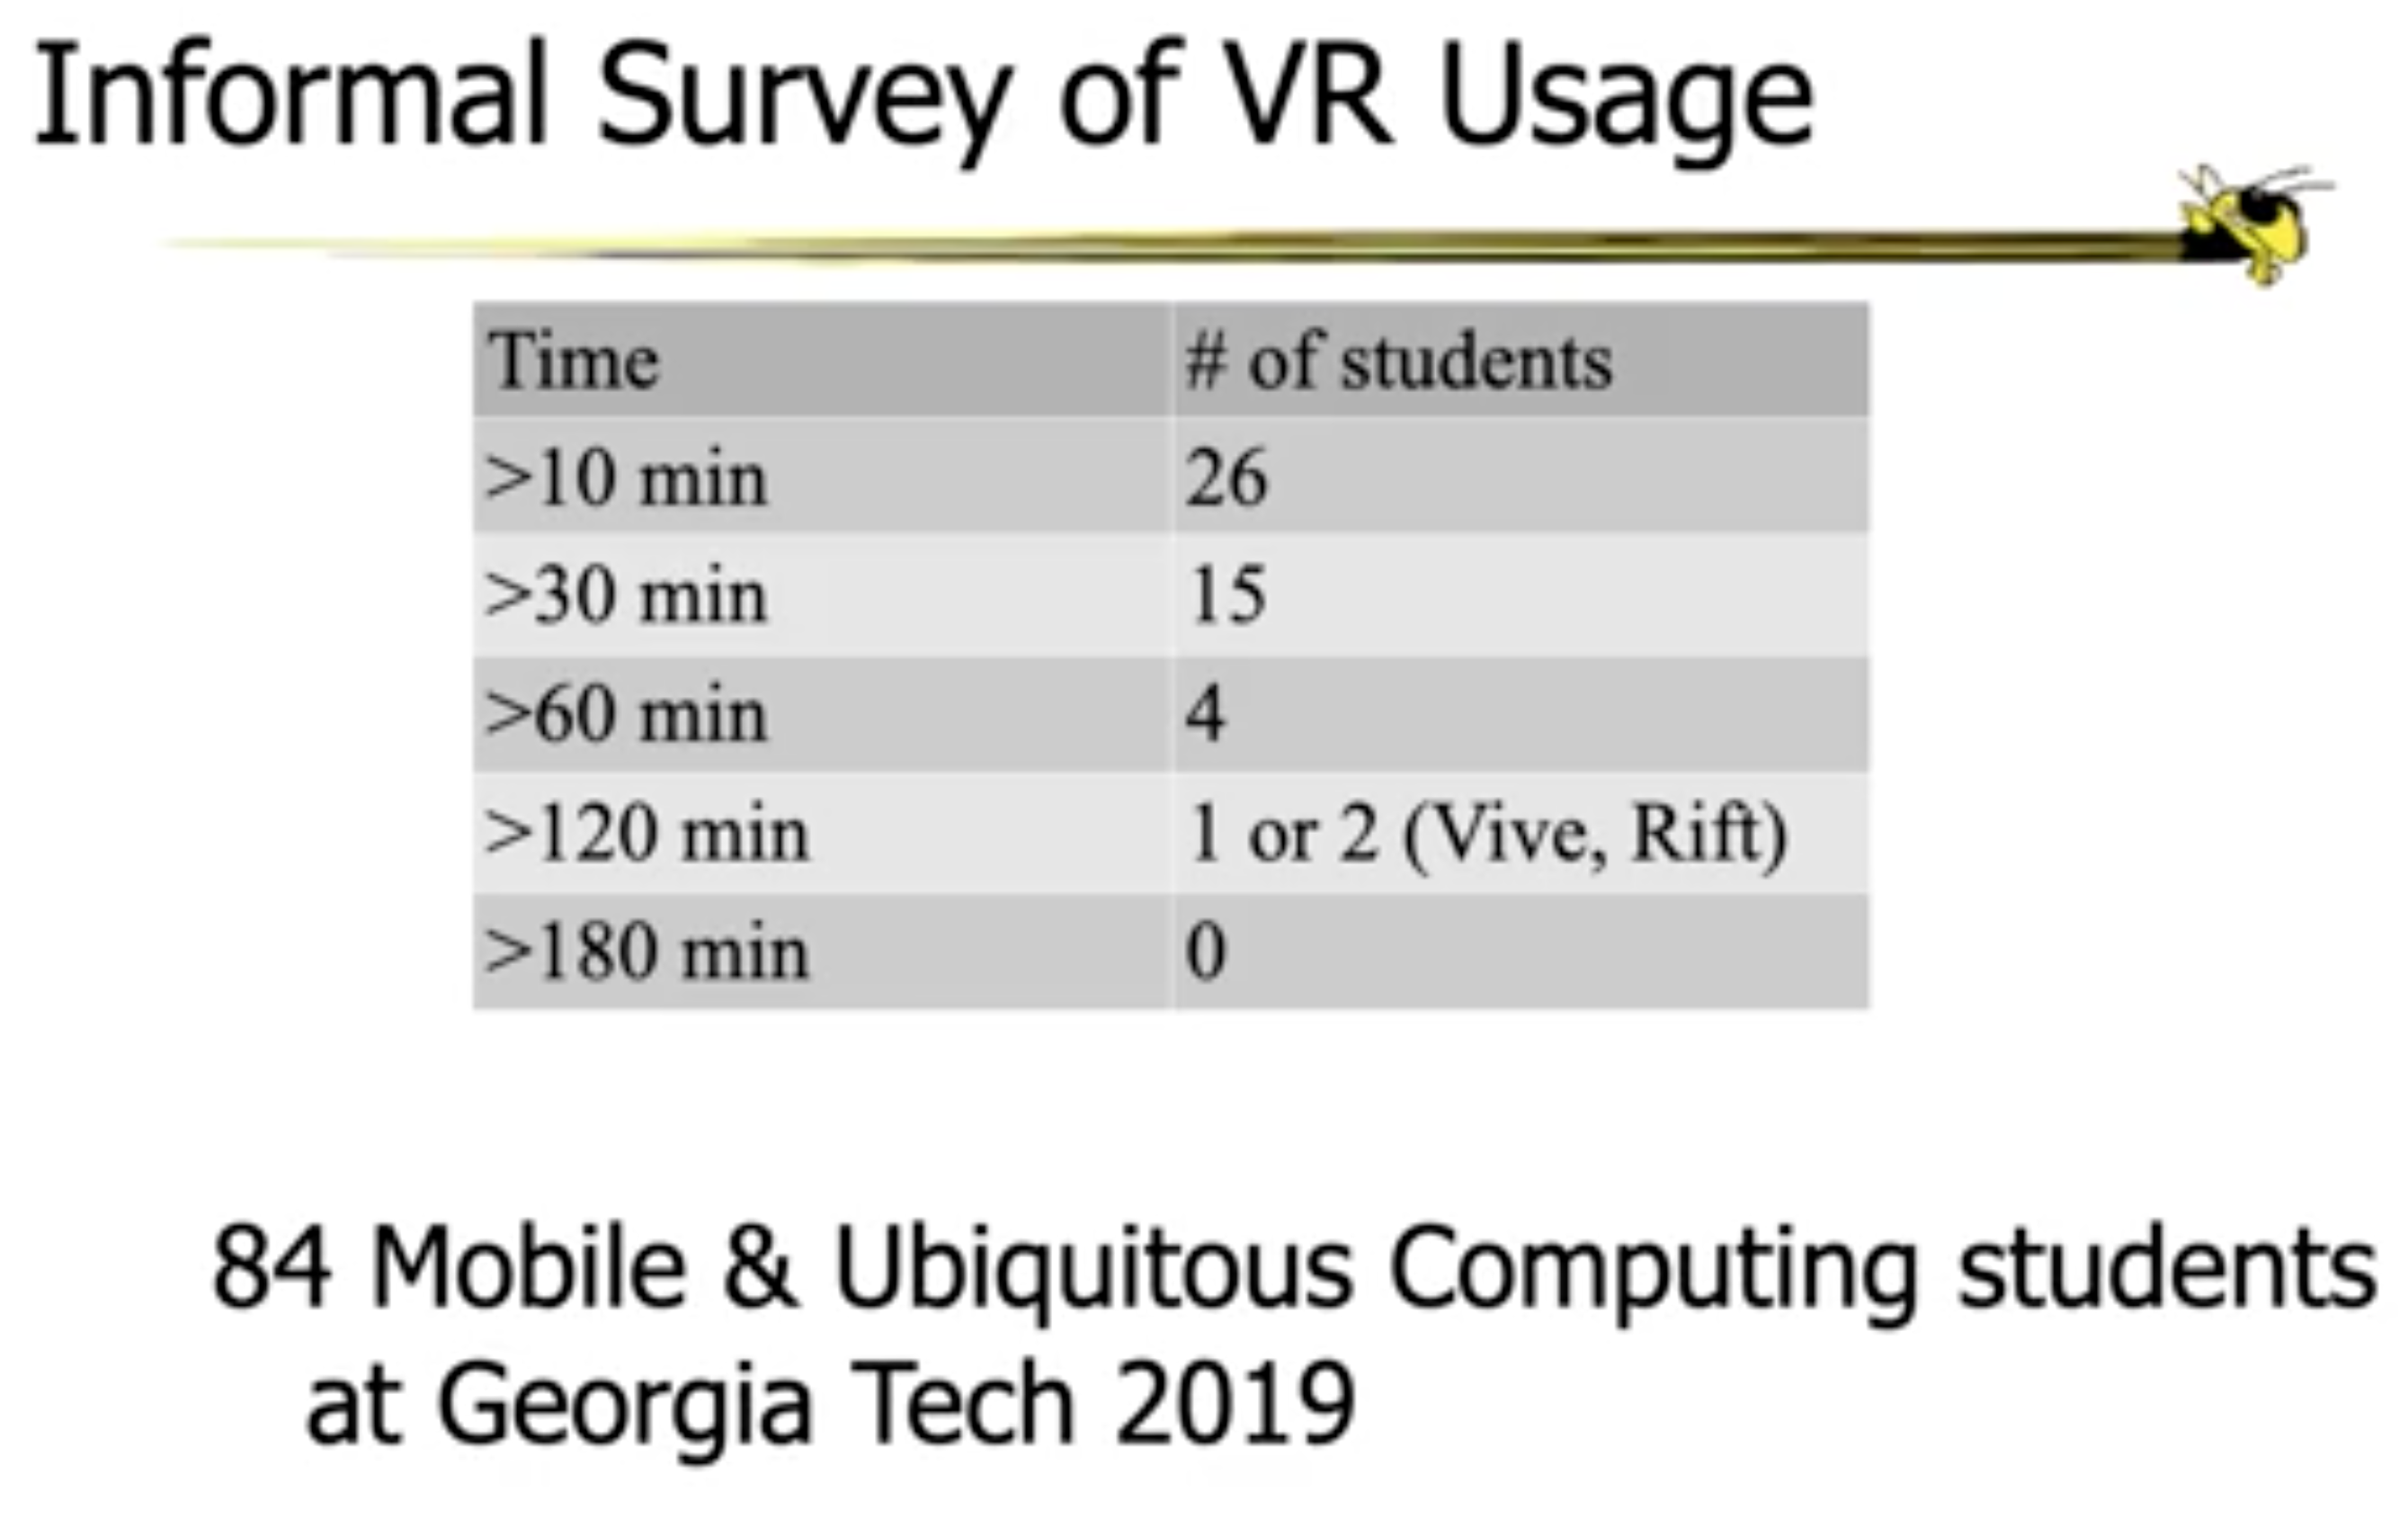 Informal Survey of VR Usage
Time # of students
>10 min 26
>30 min 15
>60 min 4
>120 min 1 or 2 (Vive, Rift)
>180 min 0
84 Mobile & Ubiquitous Computing students
at Georgia Tech 2019